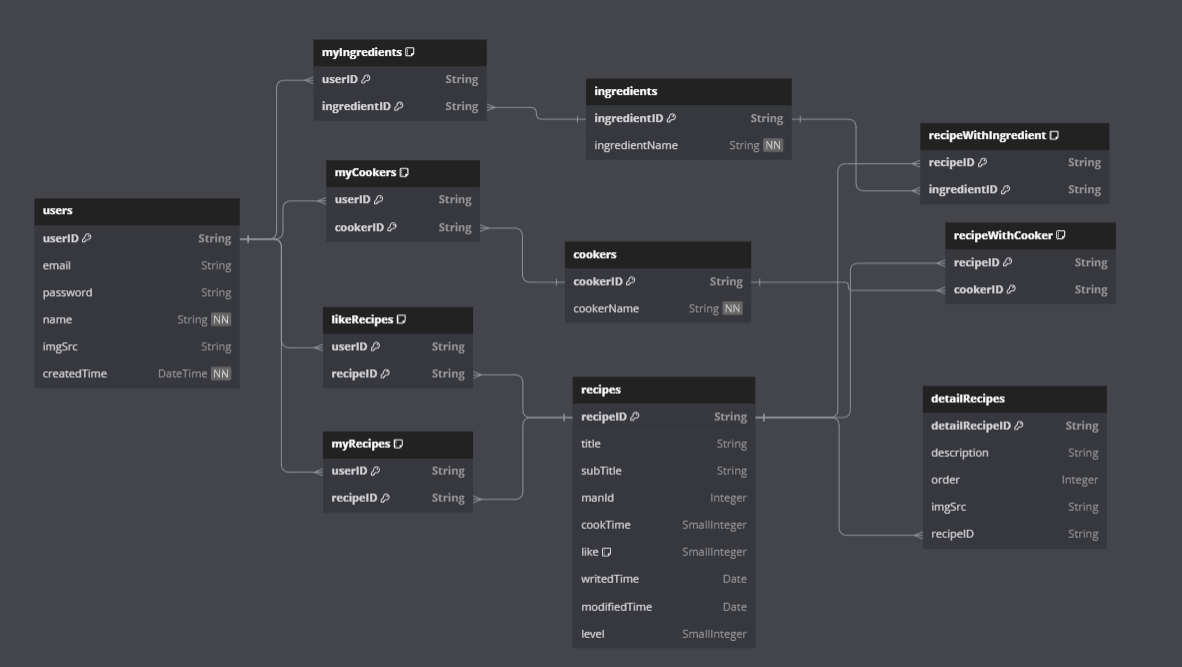 myIngredients
userID String
ingredientID String
ingredients
ingredientID String
ingredientName String NN
recipeWithIngredient
recipeID String
ingredientID String
myCookers
userID String
cookerID String
users
userID String
email String
password String
name String NN
imgSrc String
createdTime DateTime NN
recipeWithCooker
recipeID String
cookerID String
cookers
cookerID String
cookerName String NN
likeRecipes
userID String
recipeID String
recipes
recipeID String
title String
subTitle String
manId Integer
cookTime SmallInteger
like SmallInteger
writedTime Date
modifiedTime Date
level SmallInteger
detailRecipes
detailRecipeID String
description String
order Integer
imgSrc String
recipeID String
myRecipes
userID String
recipeID String